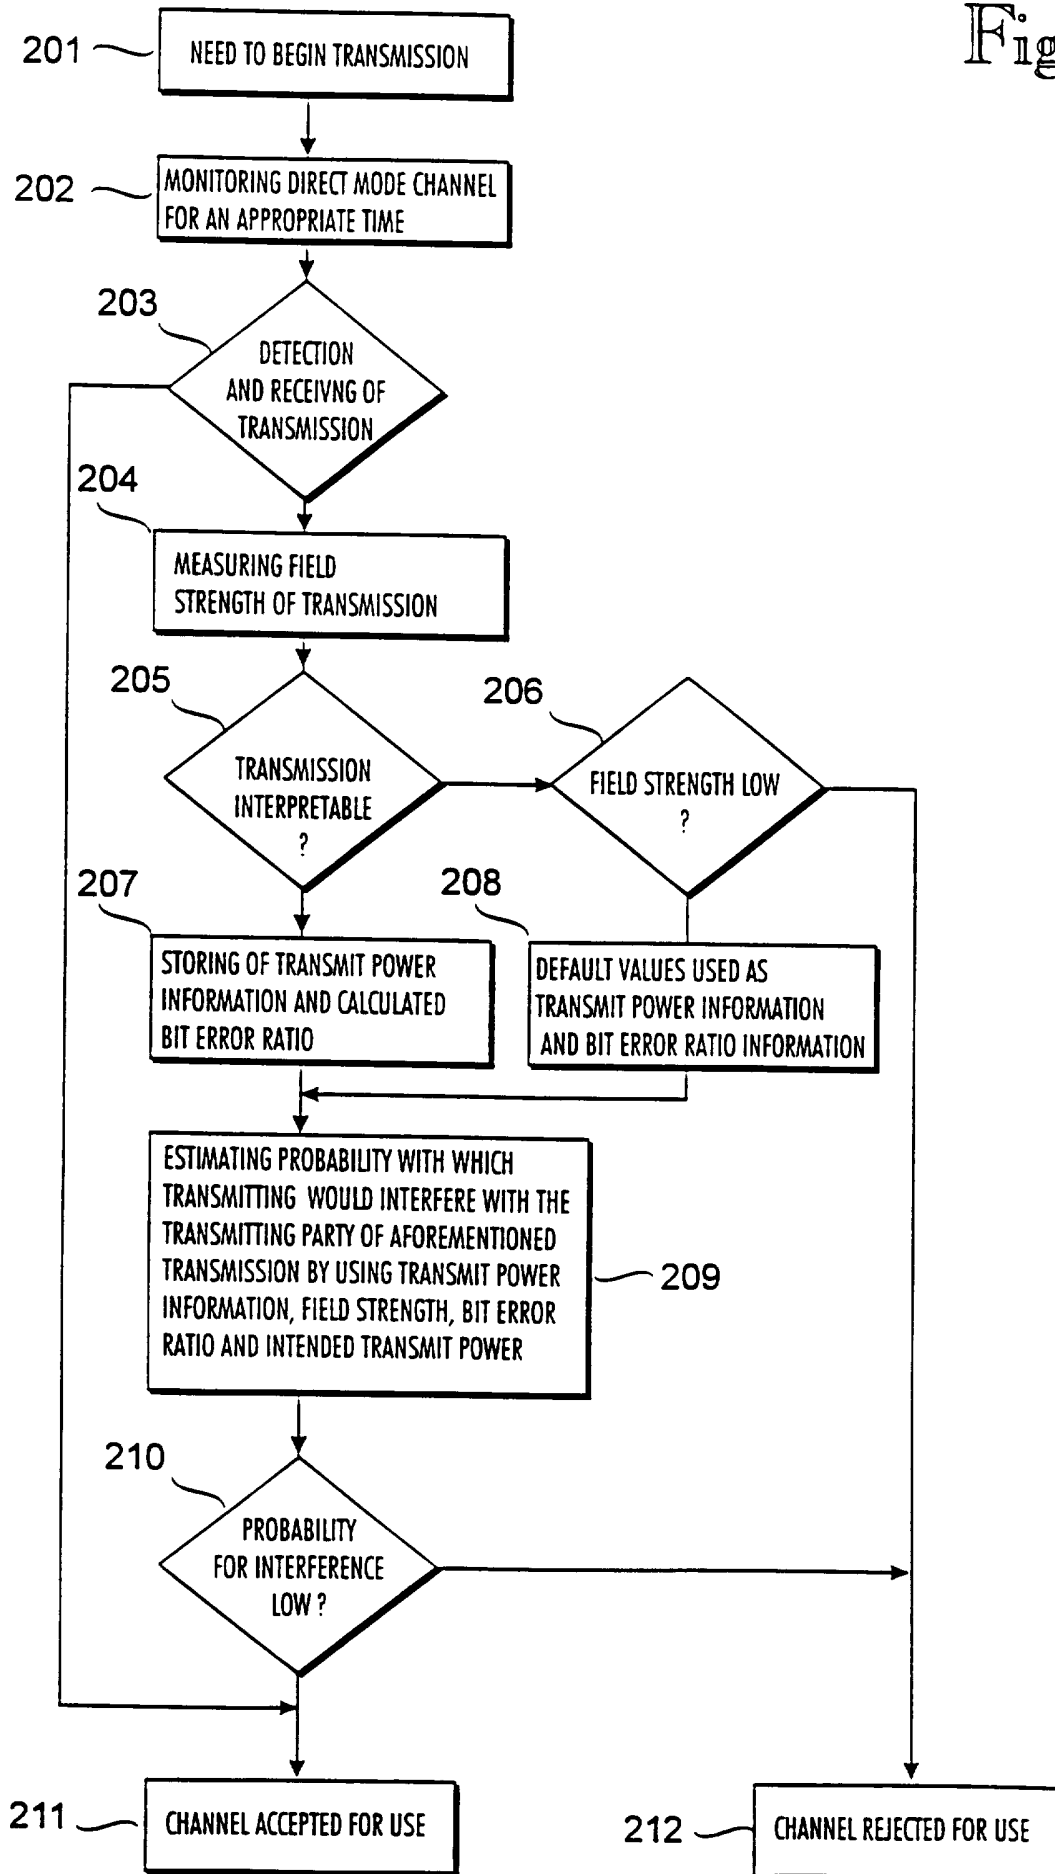 Fig
201
NEED TO BEGIN TRANSMISSION
202
MONITORING DIRECT MODE CHANNEL
FOR AN APPROPRIATE TIME
203
DETECTION
AND RECEIVNG OF
TRANSMISSION
204
MEASURING FIELD
STRENGTH OF TRANSMISSION
205
TRANSMISSION
INTERPRETABLE
?
206
FIELD STRENGTH LOW
?
207
STORING OF TRANSMIT POWER
INFORMATION AND CALCULATED
BIT ERROR RATIO
208
DEFAULT VALUES USED AS
TRANSMIT POWER INFORMATION
AND BIT ERROR RATIO INFORMATION
ESTIMATING PROBABILITY WITH WHICH
TRANSMITTING WOULD INTERFERE WITH THE
TRANSMITTING PARTY OF AFOREMENTIONED
TRANSMISSION BY USING TRANSMIT POWER
INFORMATION, FIELD STRENGTH, BIT ERROR
RATIO AND INTENDED TRANSMIT POWER
209
210
PROBABILITY
FOR INTERFERENCE
LOW ?
211
CHANNEL ACCEPTED FOR USE
212
CHANNEL REJECTED FOR USE